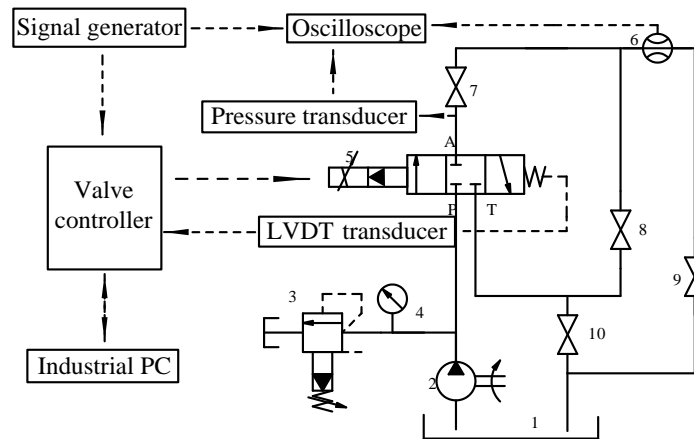 Signal generator
Oscilloscope
6
7
Pressure transducer
A
5
Valve
controller
P
T
LVDT transducer
8
9
3
4
10
Industrial PC
2
1